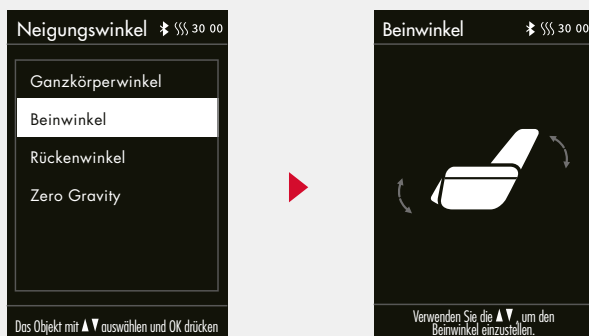 Neigungswinkel 30 00
Ganzkörperwinkel
Beinwinkel
Rückenwinkel
Zero Gravity
Das Objekt mit ▲▼ auswählen und OK drücken
Beinwinkel 30 00
Verwenden Sie die ▲▼, um den
Beinwinkel einzustellen.